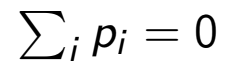 ∑ᵢ pᵢ = 0